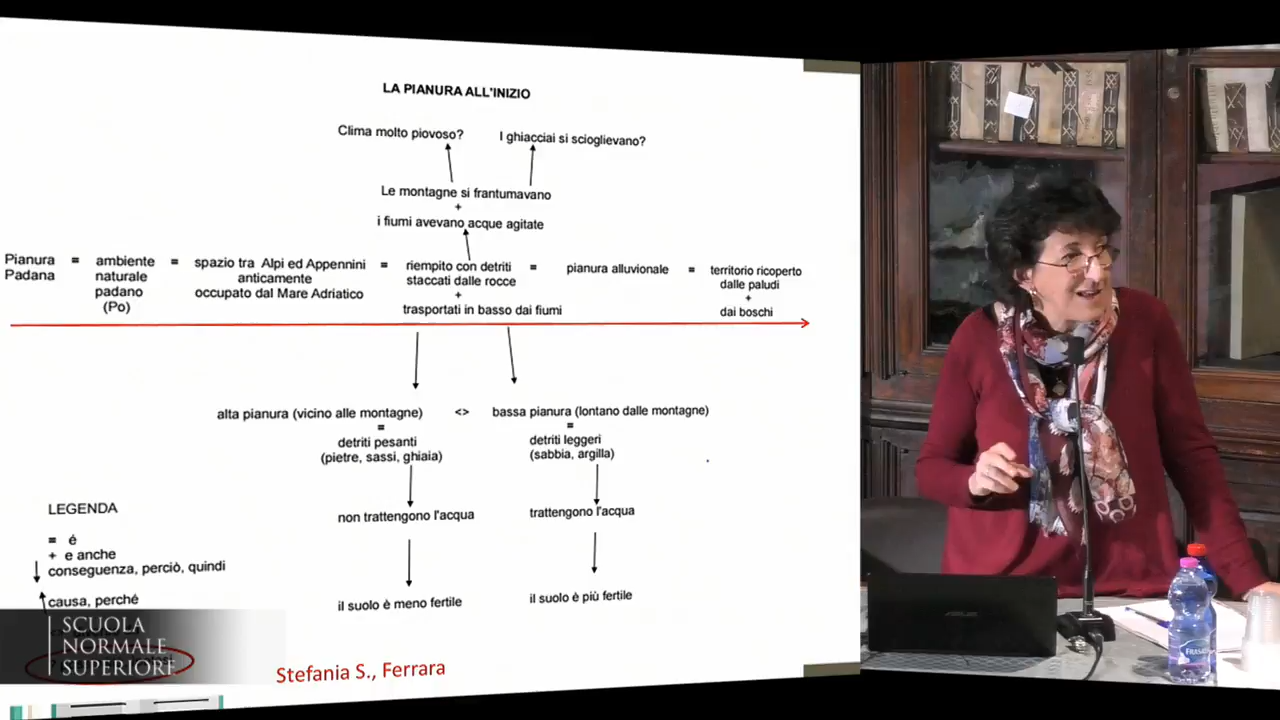 LA PIANURA ALL'INIZIO
Clima molto piovoso?
I ghiacciai si scioglievano?
Le montagne si frantumavano
+
i fiumi avevano acque agitate
Pianura = ambiente = spazio tra Alpi ed Appennini = riempito con detriti = pianura alluvionale = territorio ricoperto
Padana naturale anticamente staccati dalle rocce dalle paludi
padano occupato dal Mare Adriatico + +
(Po) trasportati in basso dai fiumi dai boschi
alta pianura (vicino alle montagne) <> bassa pianura (lontano dalle montagne)
= =
detriti pesanti detriti leggeri
(pietre, sassi, ghiaia) (sabbia, argilla)
non trattengono l'acqua trattengono l'acqua
il suolo è meno fertile il suolo è più fertile
LEGENDA
= é
+ e anche
conseguenza, perciò, quindi
causa, perché
SCUOLA
NORMALE
SUPERIORE
Stefania S., Ferrara
ASUS